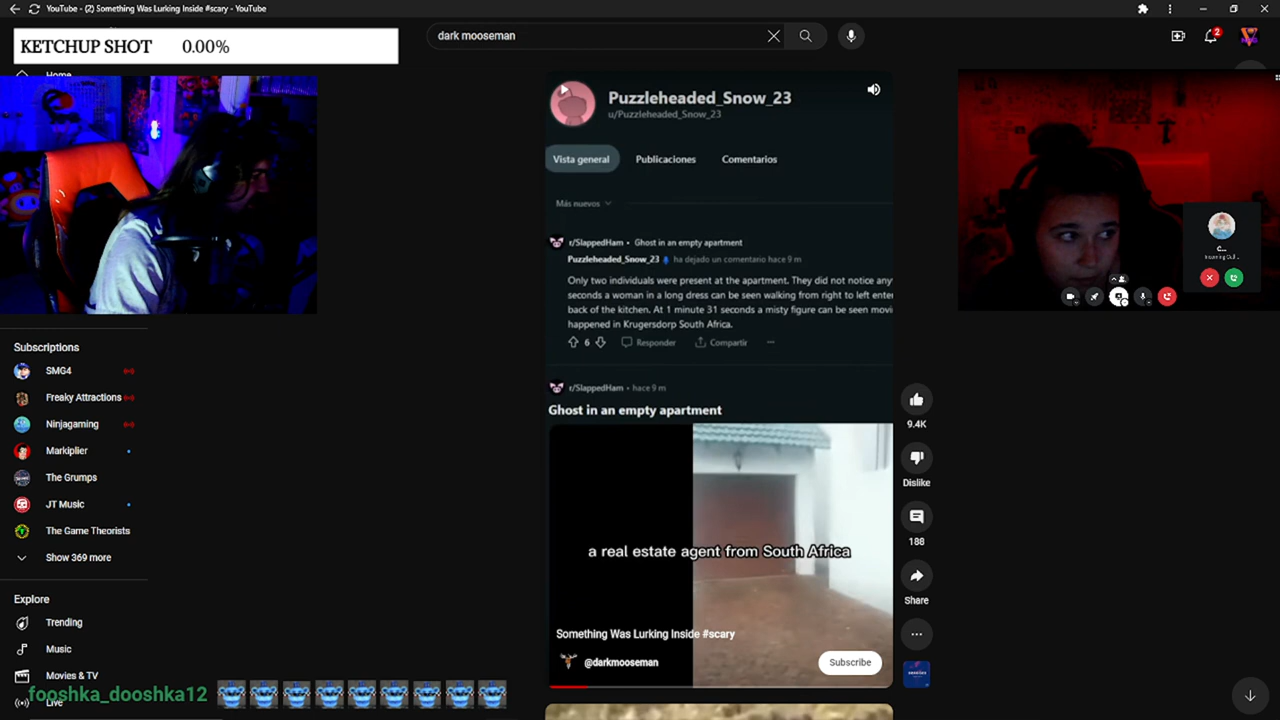 YouTube - (2) Something Was Lurking Inside #scary - YouTube
KETCHUP SHOT 0.00%
dark mooseman
2
Home
Puzzleheaded_Snow_23
u/Puzzleheaded_Snow_23
Vista general
Publicaciones
Comentarios
Más nuevos
r/SlappedHam • Ghost in an empty apartment
Puzzleheaded_Snow_23 ha dejado un comentario hace 9 m
Only two individuals were present at the apartment. They did not notice any
seconds a woman in a long dress can be seen walking from right to left enter
back of the kitchen. At 1 minute 31 seconds a misty figure can be seen movi
happened in Krugersdorp South Africa.
6
Responder
Compartir
r/SlappedHam • hace 9 m
Ghost in an empty apartment
a real estate agent from South Africa
Something Was Lurking Inside #scary
@darkmooseman
Subscribe
9.4K
Dislike
188
Share
C...
Incoming Call...
Subscriptions
SMG4
Freaky Attractions
Ninjagaming
Markiplier
The Grumps
JT Music
The Game Theorists
Show 369 more
Explore
Trending
Music
Movies & TV
Live
fooshka_dooshka12